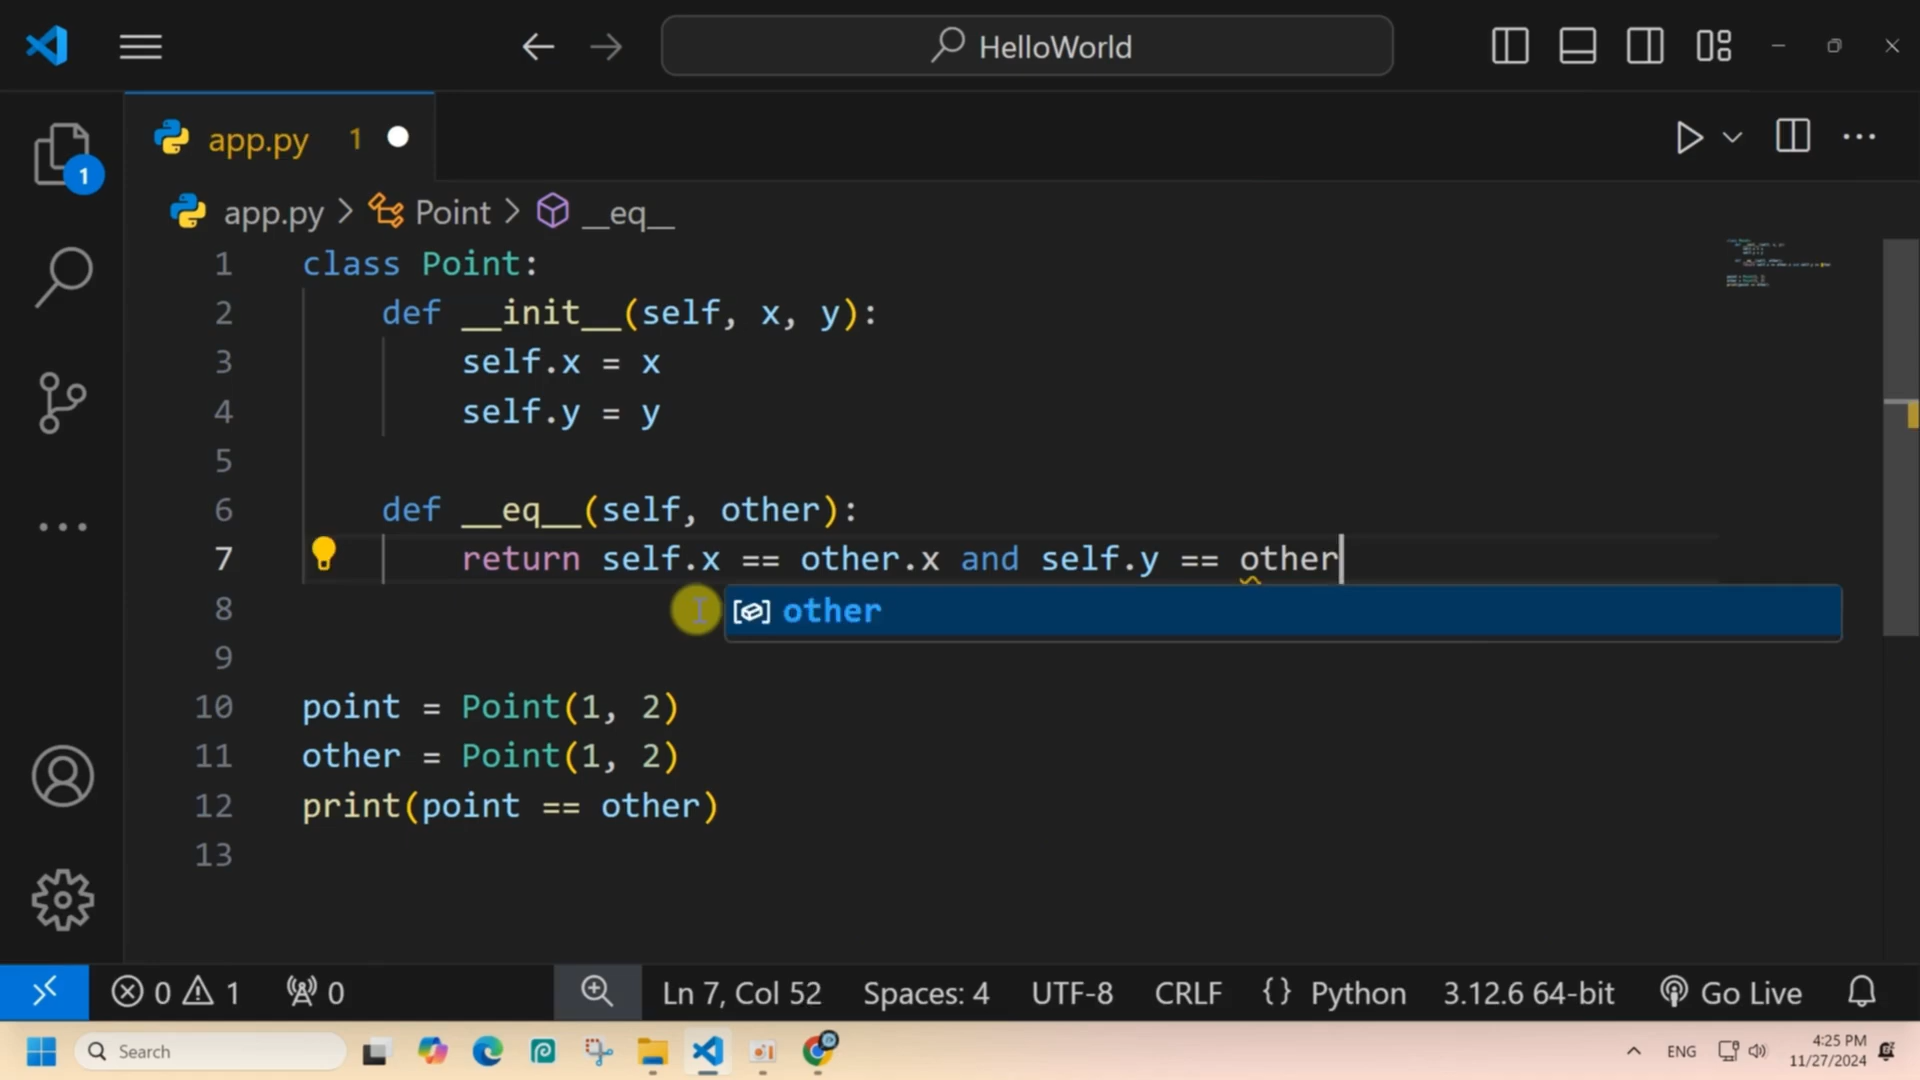 HelloWorld
app.py 1
1
app.py > Point > __eq__
1 class Point:
2     def __init__(self, x, y):
3         self.x = x
4         self.y = y
5
6     def __eq__(self, other):
7         return self.x == other.x and self.y == other
other
8
9
10 point = Point(1, 2)
11 other = Point(1, 2)
12 print(point == other)
13
0 1 0 Ln 7, Col 52 Spaces: 4 UTF-8 CRLF {} Python 3.12.6 64-bit Go Live
Search ENG 4:25 PM
11/27/2024